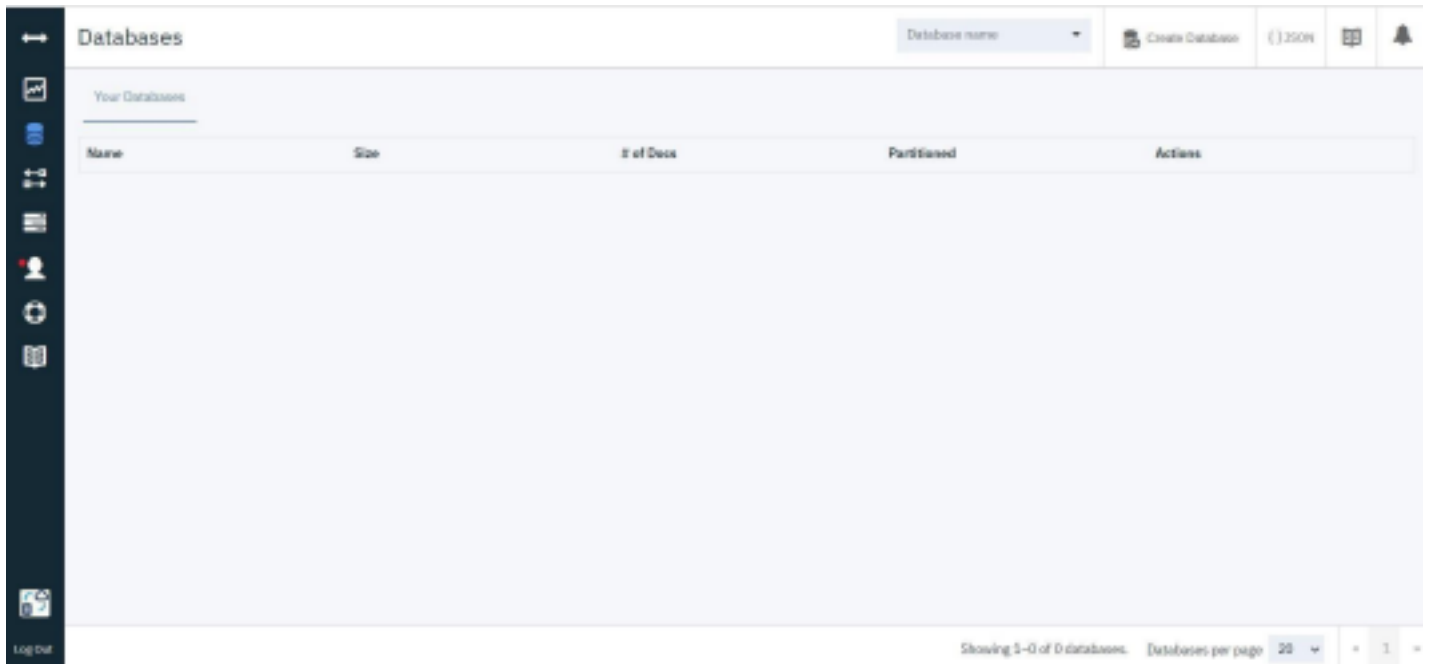 Databases
Database name
Create Database
{ } JSON
Your Databases
Name Size # of Docs Partitioned Actions
Log Out
Showing 1–0 of 0 databases. Databases per page 20 « 1 »